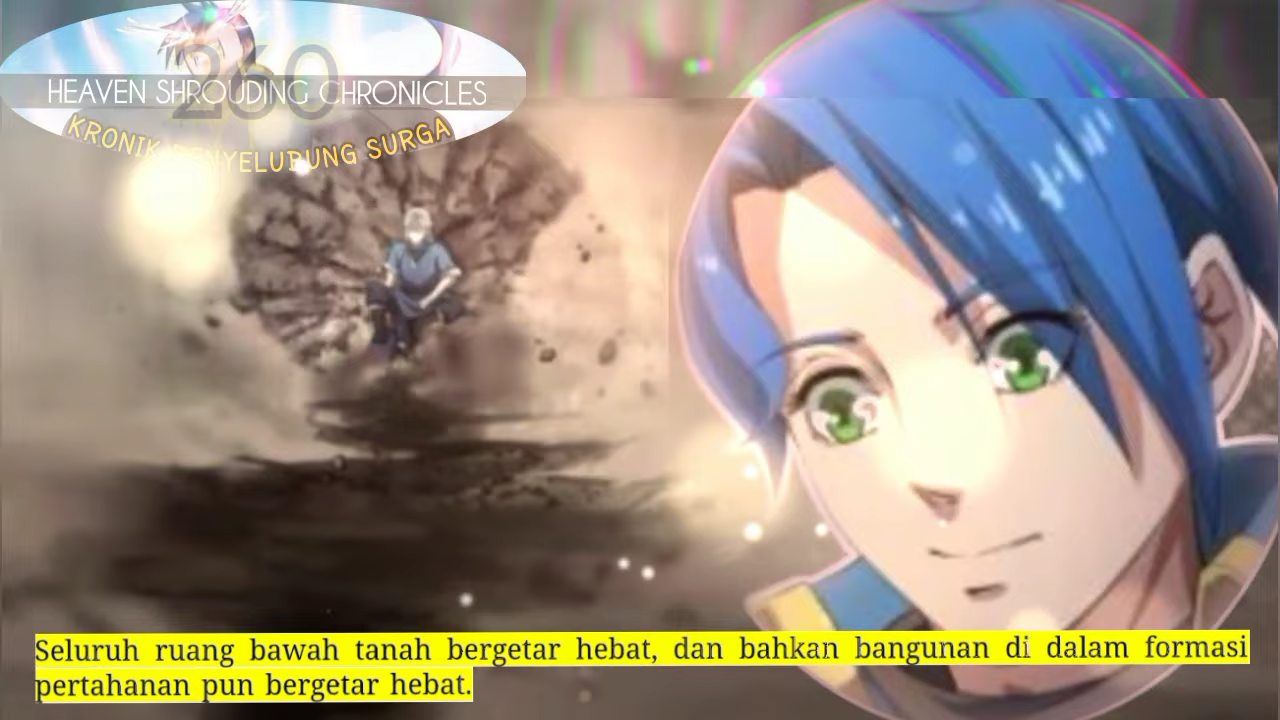 260
HEAVEN SHROUDING CHRONICLES
KRONIK PENYELUBUNG SURGA
Seluruh ruang bawah tanah bergetar hebat, dan bahkan bangunan di dalam formasi
pertahanan pun bergetar hebat.